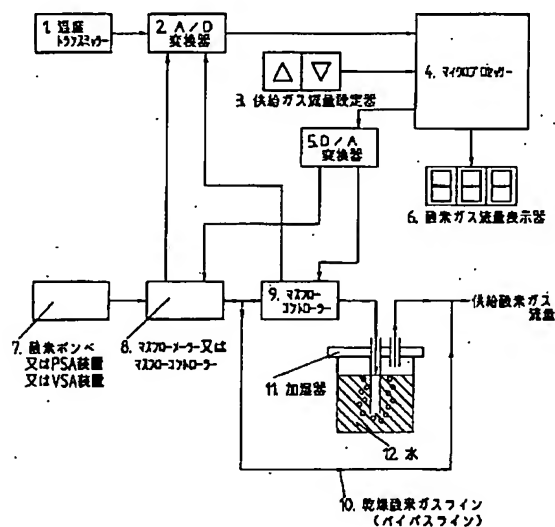 1. 湿度
トランスミッター
2. A/D
変換器
3. 供給ガス流量設定器
4. マイクロプロセッサー
5. D/A
変換器
6. 酸素ガス流量表示器
7. 酸素ボンベ
又はPSA装置
又はVSA装置
8. マスフローメーター又は
マスフローコントローラー
9. マスフロー
コントローラー
供給酸素ガス
流量
11. 加湿器
12. 水
10. 乾燥酸素ガスライン
(バイパスライン)